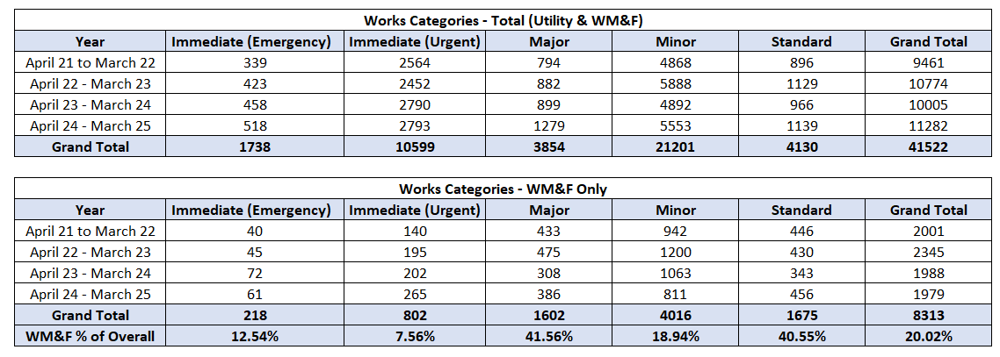 Works Categories - Total (Utility & WM&F)
Year Immediate (Emergency) Immediate (Urgent) Major Minor Standard Grand Total
April 21 to March 22 339 2564 794 4868 896 9461
April 22 - March 23 423 2452 882 5888 1129 10774
April 23 - March 24 458 2790 899 4892 966 10005
April 24 - March 25 518 2793 1279 5553 1139 11282
Grand Total 1738 10599 3854 21201 4130 41522
Works Categories - WM&F Only
Year Immediate (Emergency) Immediate (Urgent) Major Minor Standard Grand Total
April 21 to March 22 40 140 433 942 446 2001
April 22 - March 23 45 195 475 1200 430 2345
April 23 - March 24 72 202 308 1063 343 1988
April 24 - March 25 61 265 386 811 456 1979
Grand Total 218 802 1602 4016 1675 8313
WM&F % of Overall 12.54% 7.56% 41.56% 18.94% 40.55% 20.02%